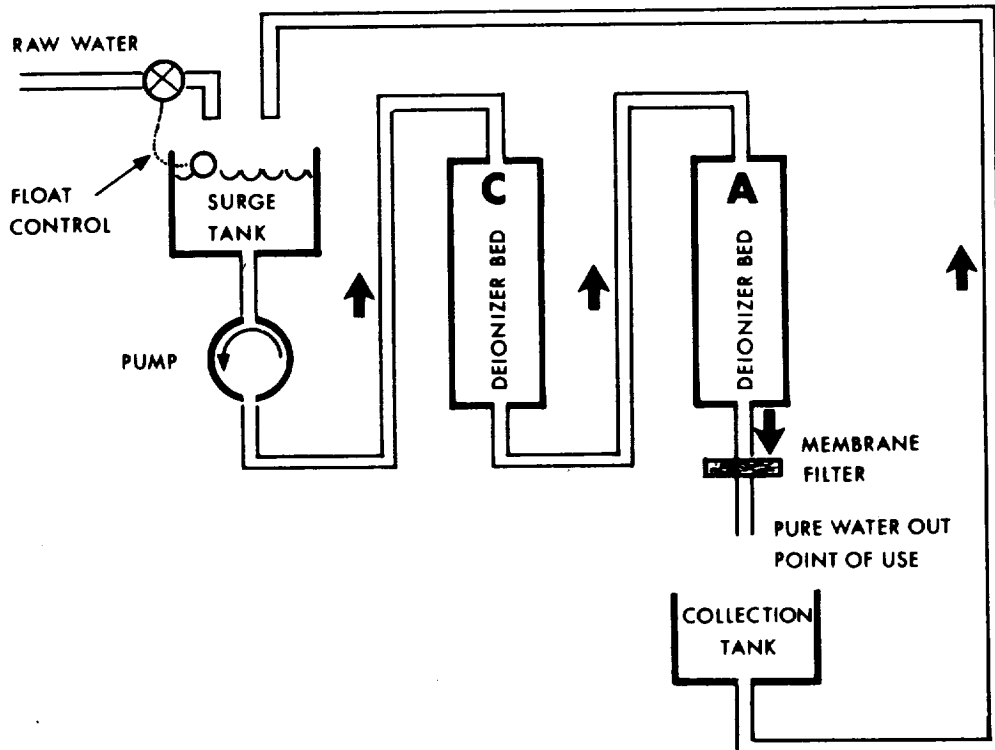 RAW WATER
FLOAT
CONTROL
SURGE
TANK
PUMP
C
DEIONIZER BED
A
DEIONIZER BED
MEMBRANE
FILTER
PURE WATER OUT
POINT OF USE
COLLECTION
TANK